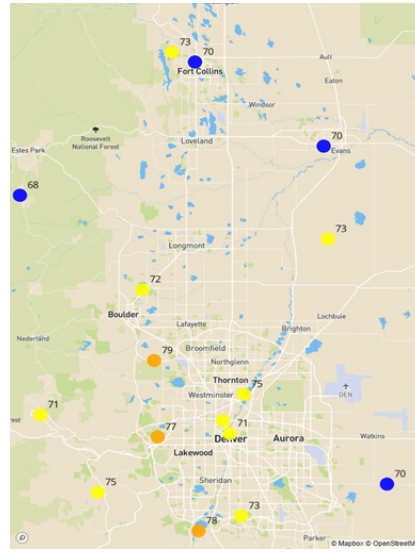 Wellington
73
70
Fort Collins
Ault
Eaton
Windsor
Roosevelt
National Forest
Loveland
70
Evans
Estes Park
68
73
Longmont
72
Boulder
Lochbuie
Lafayette
Brighton
Nederland
79
Broomfield
Northglenn
Thornton
75
Westminster
DEN
71
77
71
Denver
Aurora
Watkins
Lakewood
75
Sheridan
70
73
78
Parker
© Mapbox © OpenStreetM